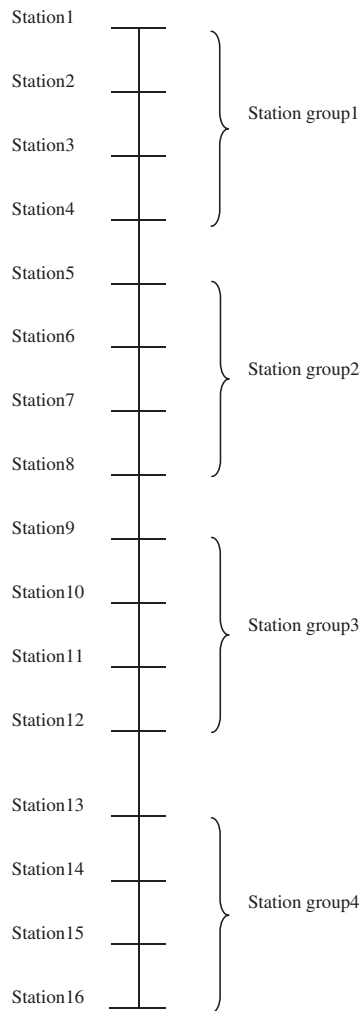 Station1
Station2
Station group1
Station3
Station4
Station5
Station6
Station group2
Station7
Station8
Station9
Station10
Station group3
Station11
Station12
Station13
Station14
Station group4
Station15
Station16